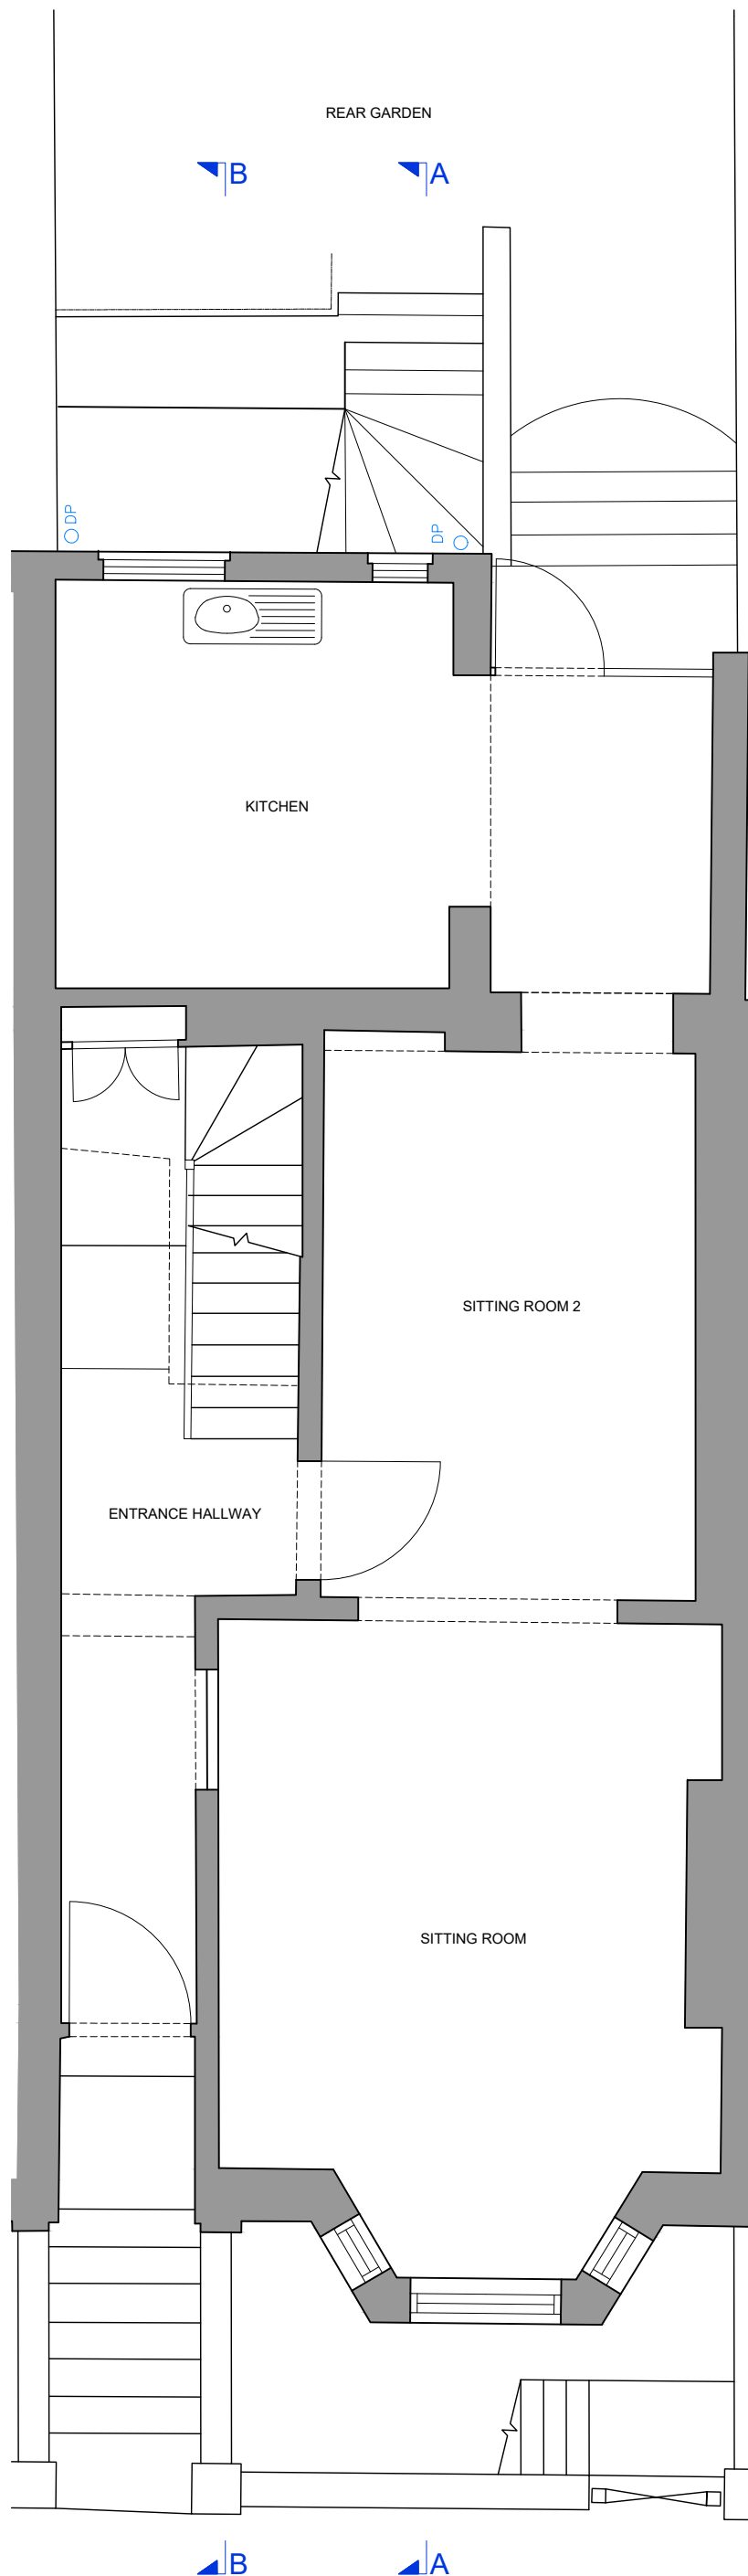 REAR GARDEN
B
A
DP
DP
KITCHEN
SITTING ROOM 2
ENTRANCE HALLWAY
SITTING ROOM
B
A